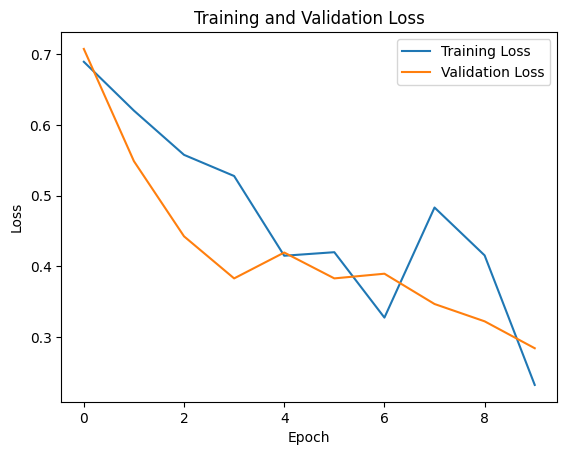 Training and Validation Loss
Training Loss
Validation Loss
0.7
0.6
0.5
0.4
0.3
Loss
0
2
4
6
8
Epoch